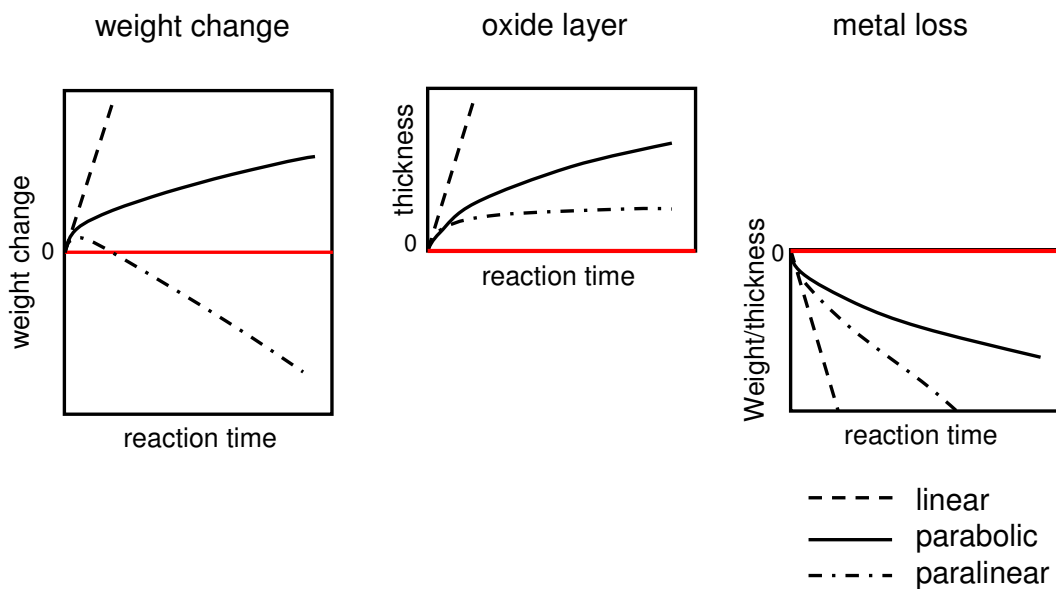 weight change
oxide layer
metal loss
weight change
0
reaction time
thickness
0
reaction time
Weight/thickness
0
reaction time
linear
parabolic
paralinear